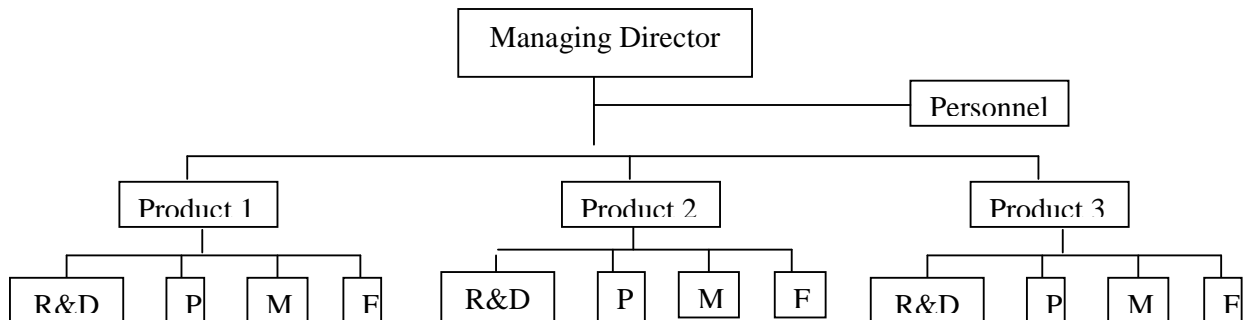 Managing Director
Personnel
Product 1 Product 2 Product 3
R&D P M F R&D P M F R&D P M F